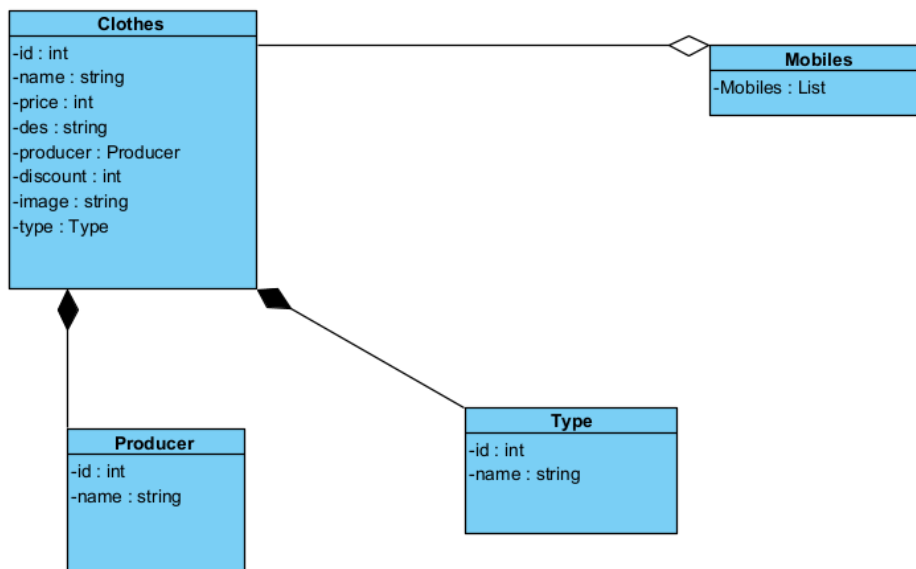 Clothes
-id : int
-name : string
-price : int
-des : string
-producer : Producer
-discount : int
-image : string
-type : Type
Mobiles
-Mobiles : List
Producer
-id : int
-name : string
Type
-id : int
-name : string